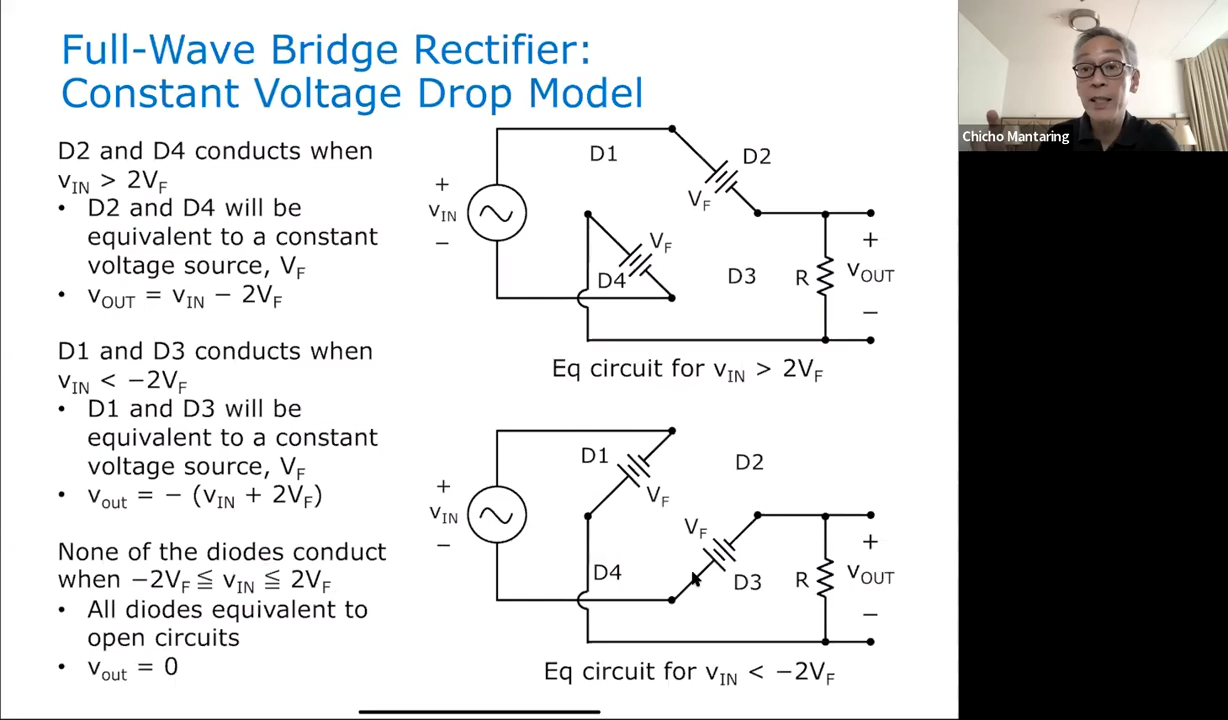 Full-Wave Bridge Rectifier:
Constant Voltage Drop Model
D2 and D4 conducts when
vIN > 2VF
• D2 and D4 will be
equivalent to a constant
voltage source, VF
• vOUT = vIN − 2VF
D1 and D3 conducts when
vIN < −2VF
• D1 and D3 will be
equivalent to a constant
voltage source, VF
• vout = − (vIN + 2VF)
None of the diodes conduct
when −2VF ≦ vIN ≦ 2VF
• All diodes equivalent to
open circuits
• vout = 0
D1
D2
+
vIN
−
VF
VF
D4
D3
R
+
vOUT
−
Eq circuit for vIN > 2VF
D1
D2
+
vIN
−
VF
VF
D4
D3
R
+
vOUT
−
Eq circuit for vIN < −2VF
Chicho Mantaring